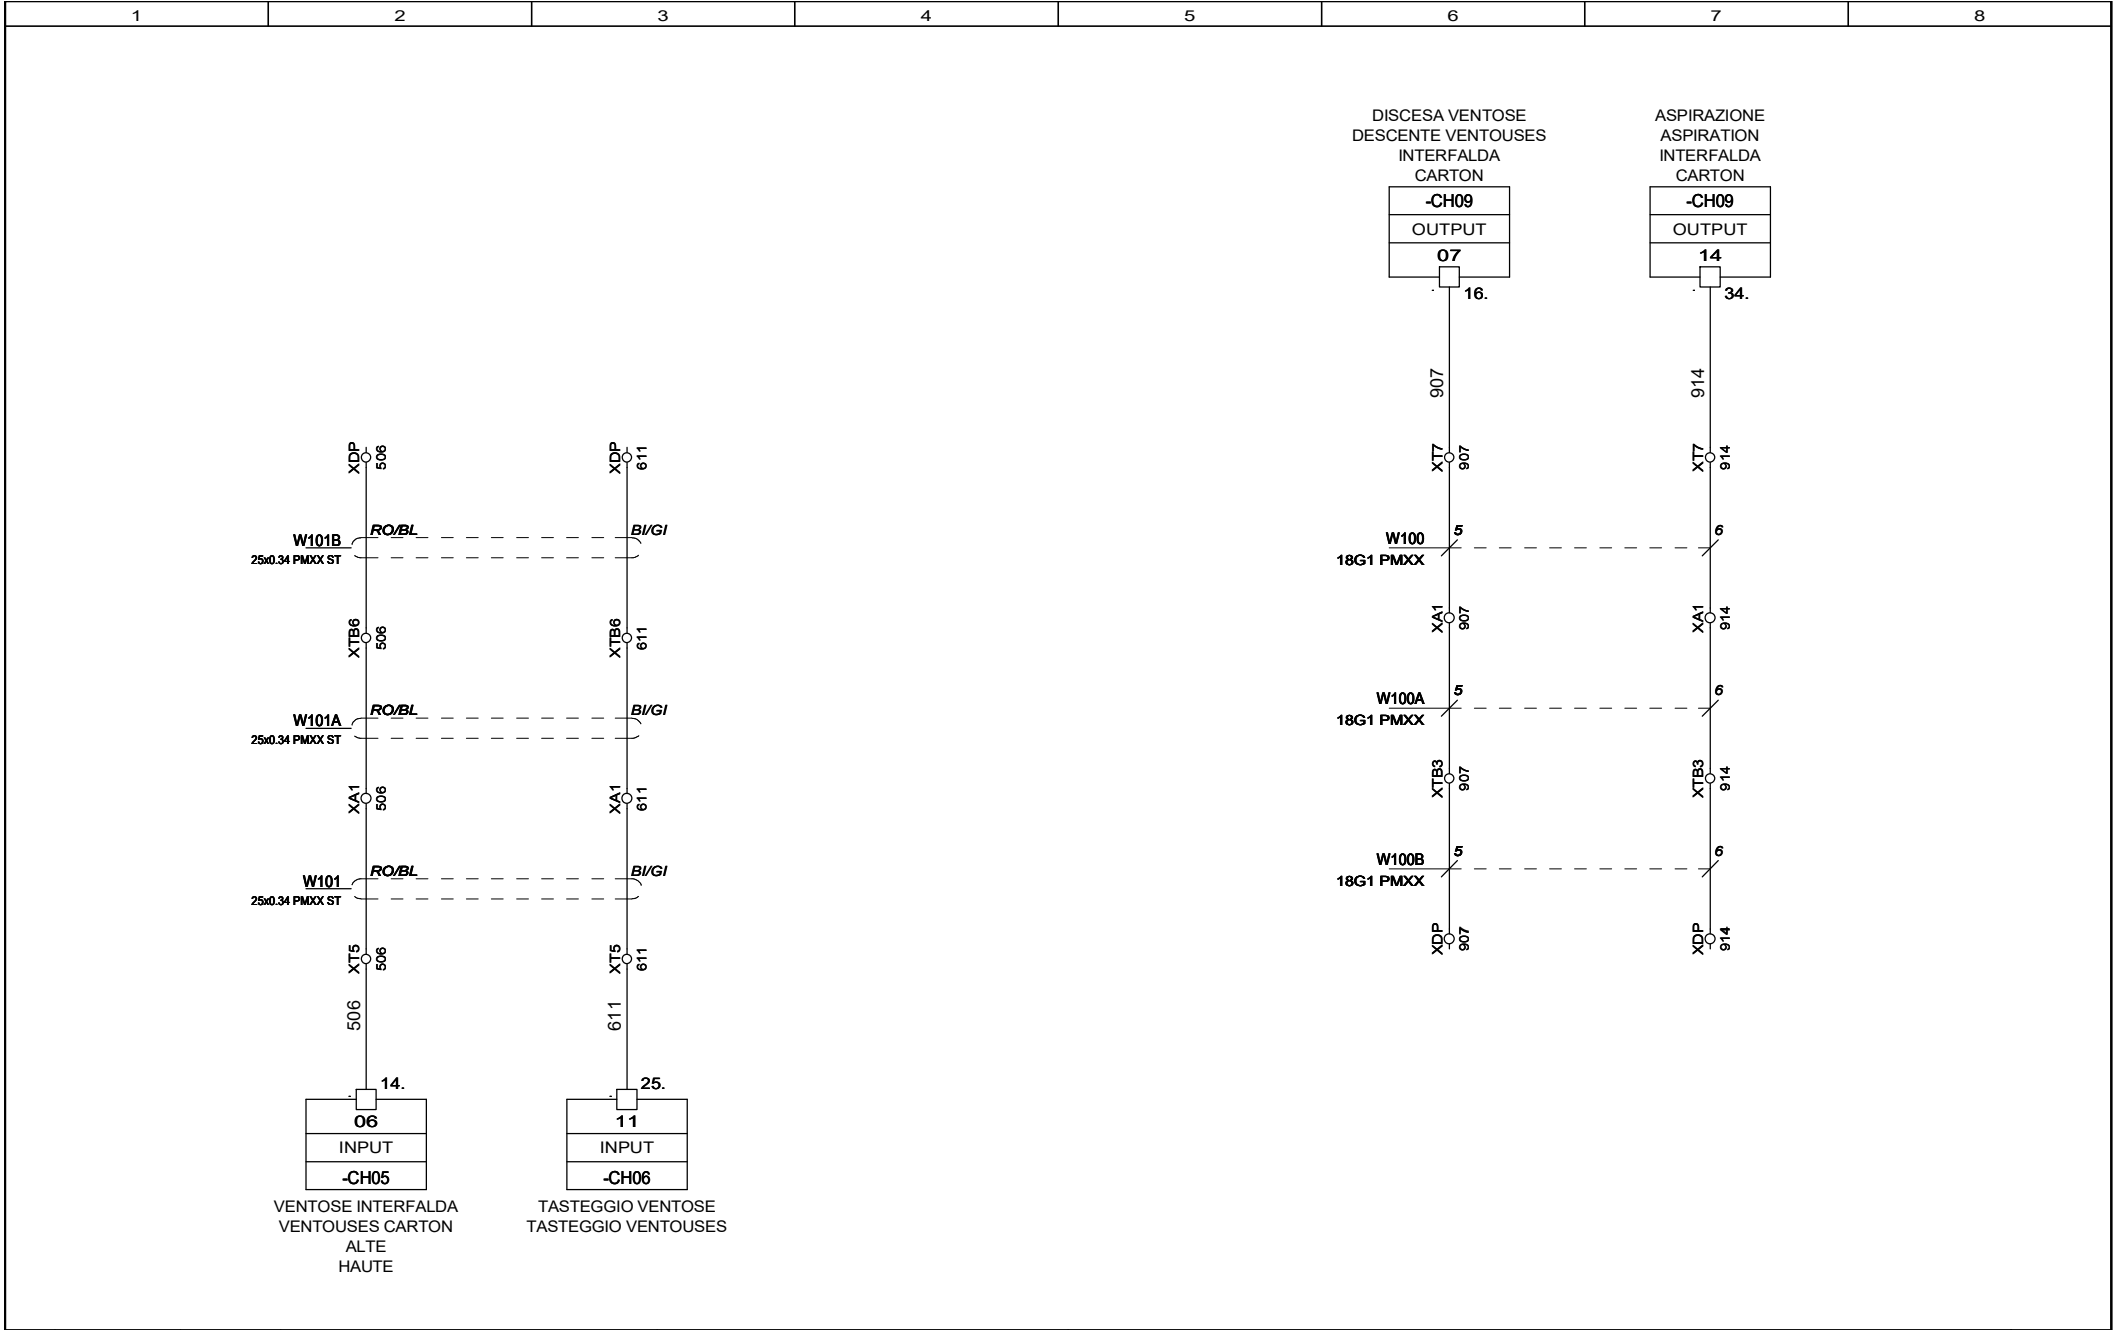 1 2 3 4 5 6 7 8
DISCESA VENTOSE
DESCENTE VENTOUSES
INTERFALDA
CARTON
-CH09
OUTPUT
07
16.
907
XT7 907
W100 5
18G1 PMXX
XA1 907
W100A 5
18G1 PMXX
XTB3 907
W100B 5
18G1 PMXX
XDP 907
ASPIRAZIONE
ASPIRATION
INTERFALDA
CARTON
-CH09
OUTPUT
14
34.
914
XT7 914
6
XA1 914
6
XTB3 914
6
XDP 914
XDP 506
W101B RO/BL
25x0.34 PMXX ST
XTB6 506
W101A RO/BL
25x0.34 PMXX ST
XA1 506
W101 RO/BL
25x0.34 PMXX ST
XT5 506
506
14.
06
INPUT
-CH05
VENTOSE INTERFALDA
VENTOUSES CARTON
ALTE
HAUTE
XDP 611
BI/GI
XTB6 611
BI/GI
XA1 611
BI/GI
XT5 611
611
25.
11
INPUT
-CH06
TASTEGGIO VENTOSE
TASTEGGIO VENTOUSES